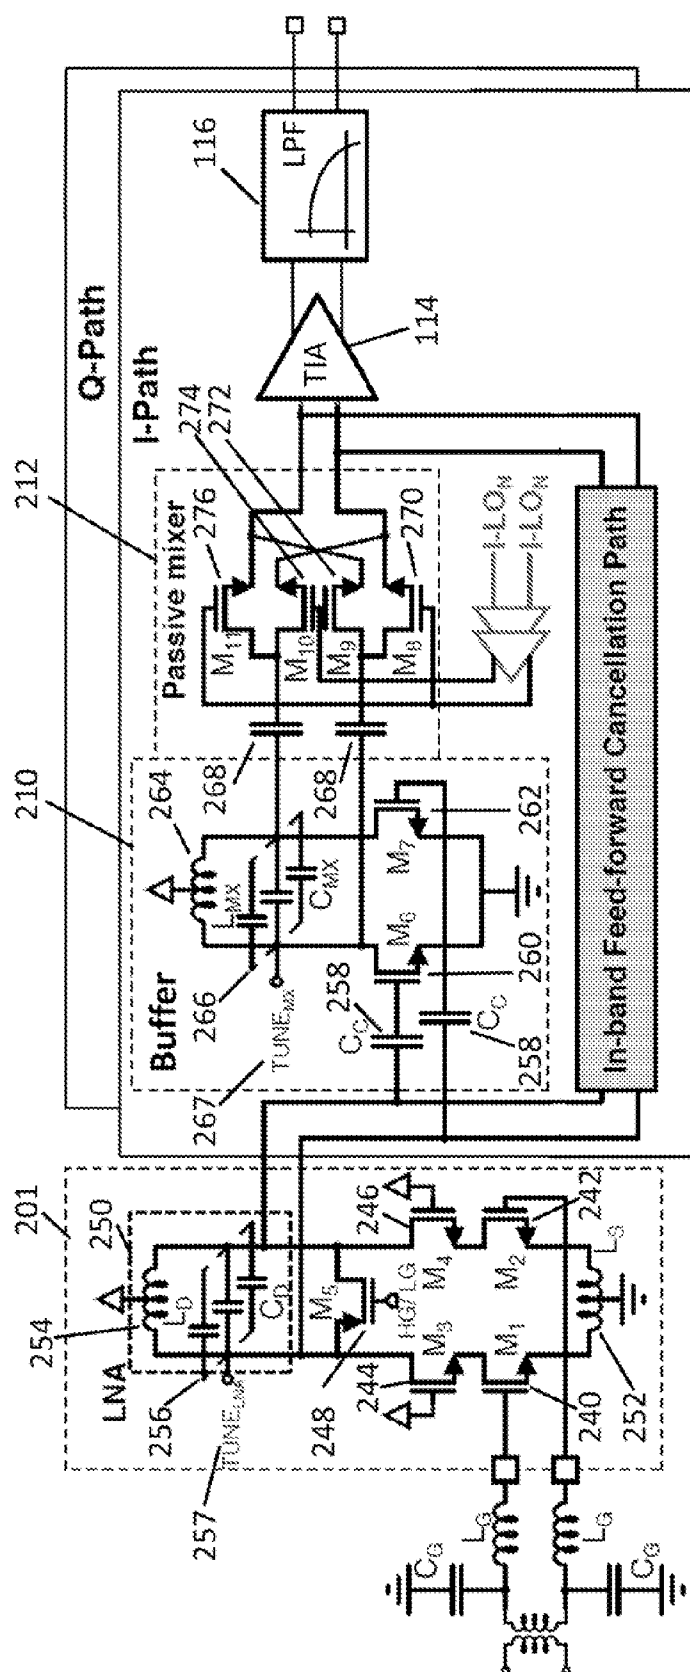 Q-Path
I-Path
212
210
201
116
LPF
TIA
114
274
272
276
270
Passive mixer
M11
M10
M9
M8
I-LO
I-LO
268
268
264
LMX
CMX
266
TUNEMX
267
Buffer
M6
M7
262
260
258
CC
CC
258
In-band Feed-forward Cancellation Path
250
254
LD
CD
LNA
256
TUNELNA
257
M5
HG/LG
248
246
244
M4
M3
M2
M1
242
240
LS
252
LG
LG
CG
CG